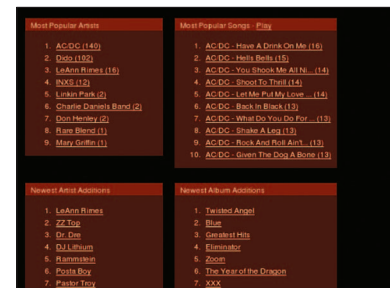 Most Popular Artists
1. AC/DC (140)
2. Dido (102)
3. LeAnn Rimes (16)
4. INXS (12)
5. Linkin Park (2)
6. Charlie Daniels Band (2)
7. Don Henley (2)
8. Rare Blend (1)
9. Mary Griffin (1)
Most Popular Songs - Play
1. AC/DC - Have A Drink On Me (16)
2. AC/DC - Hells Bells (15)
3. AC/DC - You Shook Me All Ni... (14)
4. AC/DC - Shoot To Thrill (14)
5. AC/DC - Let Me Put My Love ... (14)
6. AC/DC - Back In Black (13)
7. AC/DC - What Do You Do For ... (13)
8. AC/DC - Shake A Leg (13)
9. AC/DC - Rock And Roll Ain't... (13)
10. AC/DC - Given The Dog A Bone (13)
Newest Artist Additions
1. LeAnn Rimes
2. ZZ Top
3. Dr. Dre
4. DJ Lithium
5. Rammstein
6. Posta Boy
7. Pastor Troy
Newest Album Additions
1. Twisted Angel
2. Blue
3. Greatest Hits
4. Eliminator
5. Zoom
6. The Year of the Dragon
7. XXX